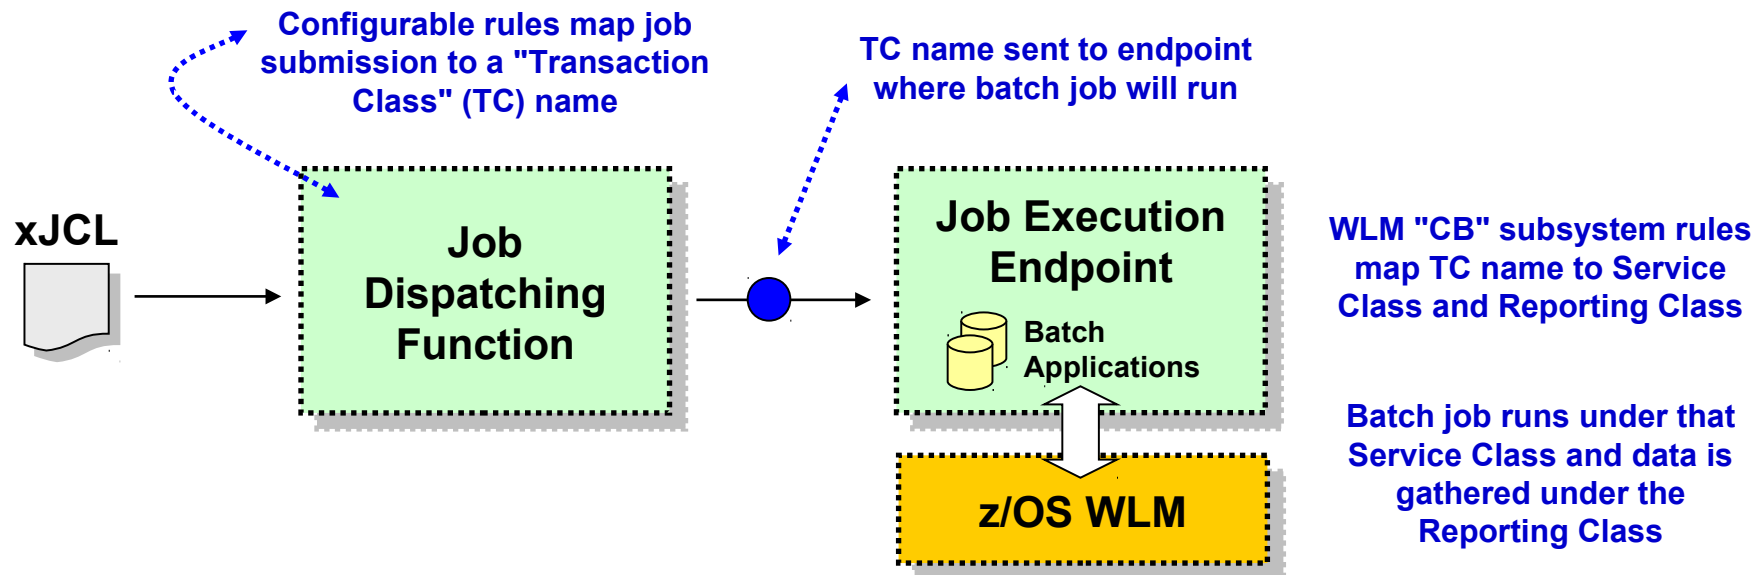 Configurable rules map job
submission to a "Transaction
Class" (TC) name
TC name sent to endpoint
where batch job will run
xJCL
Job
Dispatching
Function
Job Execution
Endpoint
Batch
Applications
z/OS WLM
WLM "CB" subsystem rules
map TC name to Service
Class and Reporting Class
Batch job runs under that
Service Class and data is
gathered under the
Reporting Class